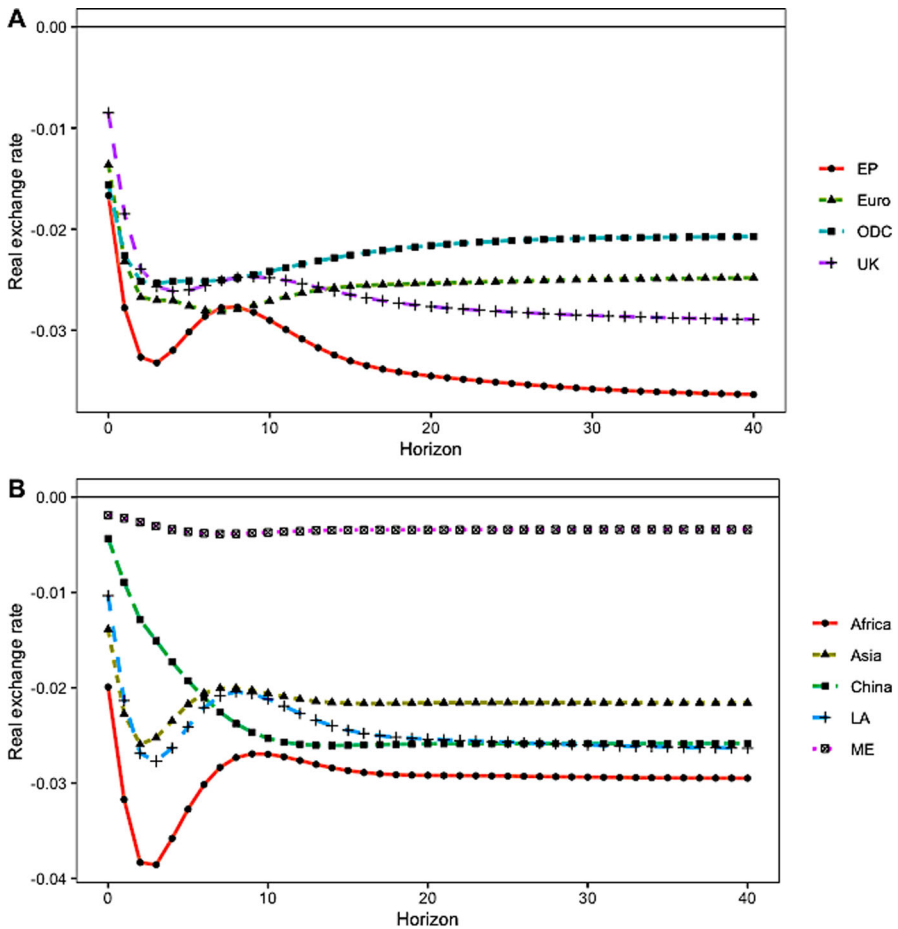 A
0.00
-0.01
-0.02
-0.03
Real exchange rate
0 10 20 30 40
Horizon
EP
Euro
ODC
UK
B
0.00
-0.01
-0.02
-0.03
-0.04
Real exchange rate
0 10 20 30 40
Horizon
Africa
Asia
China
LA
ME